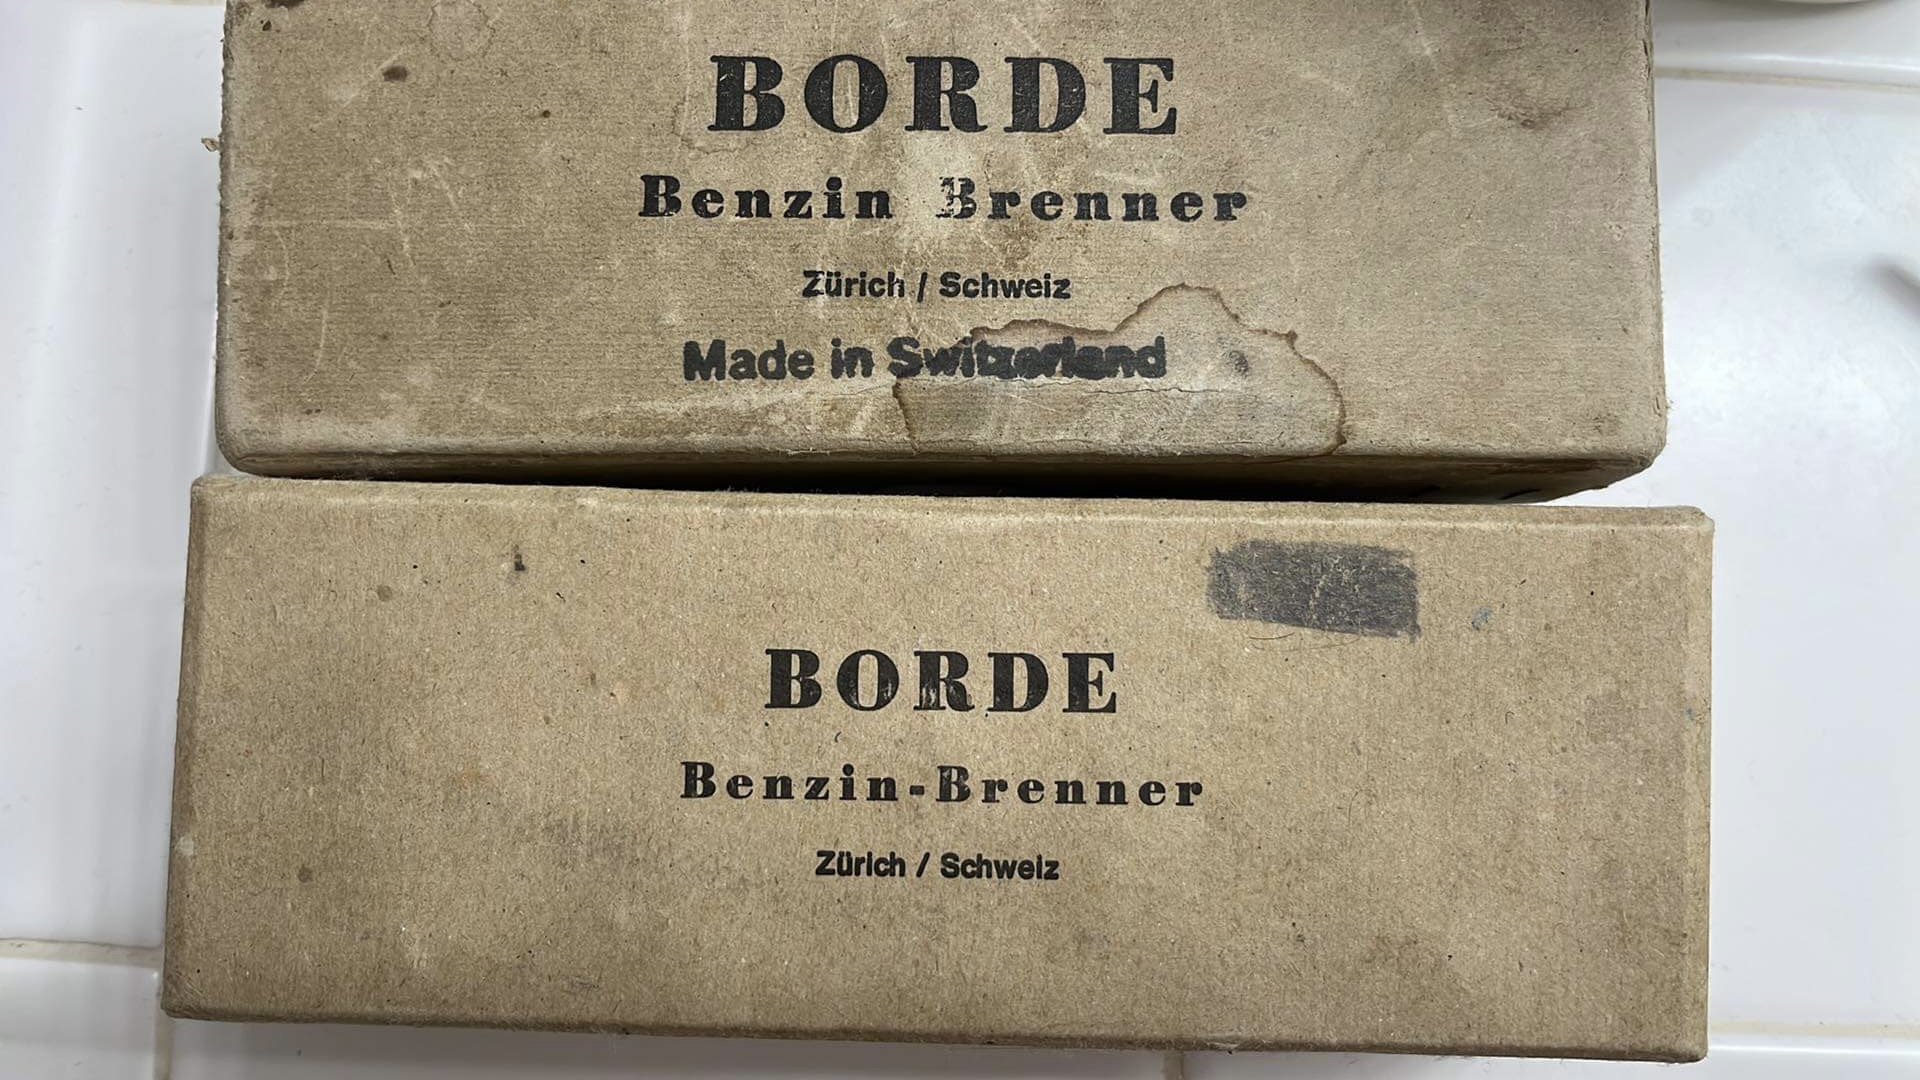 BORDE
Benzin Brenner
Zürich / Schweiz
Made in Switzerland
BORDE
Benzin-Brenner
Zürich / Schweiz